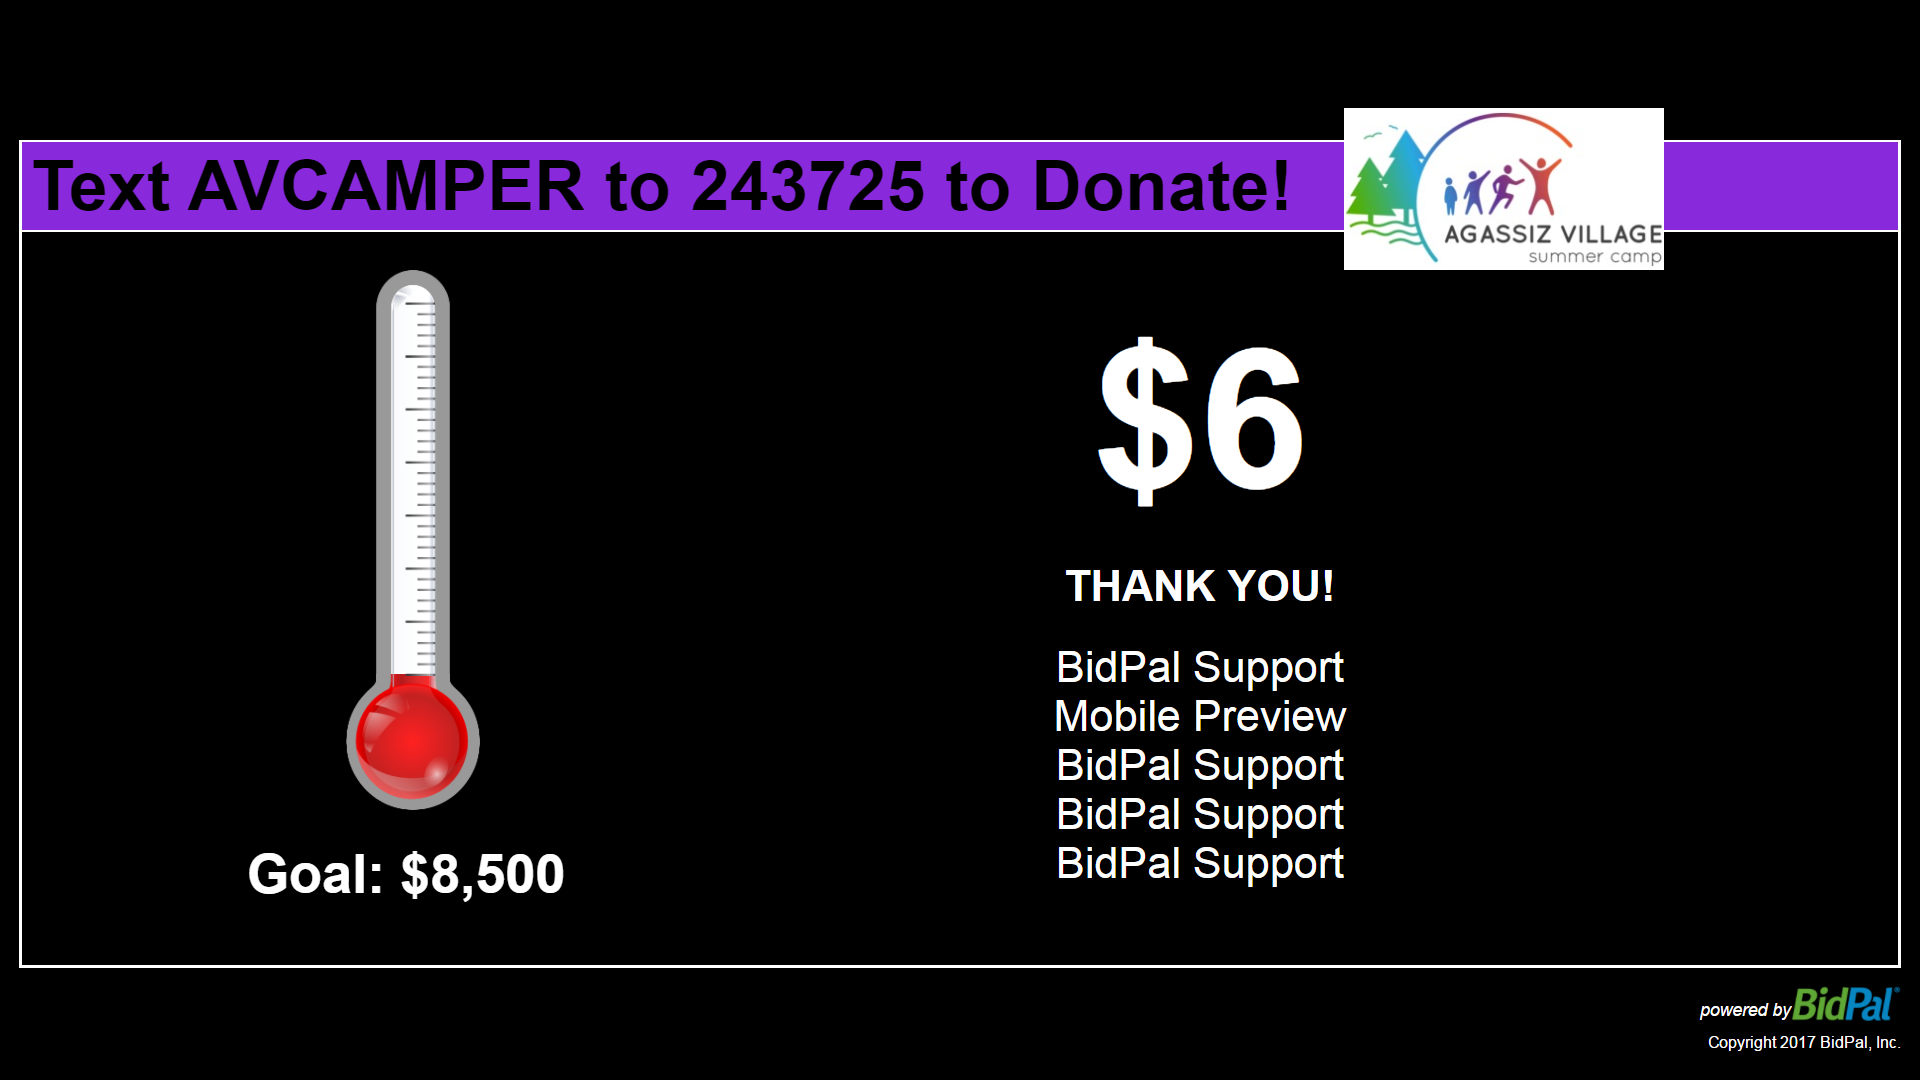 Text AVCAMPER to 243725 to Donate!
AGASSIZ VILLAGE
summer camp
$6
THANK YOU!
BidPal Support
Mobile Preview
BidPal Support
BidPal Support
BidPal Support
Goal: $8,500
powered by BidPal®
Copyright 2017 BidPal, Inc.